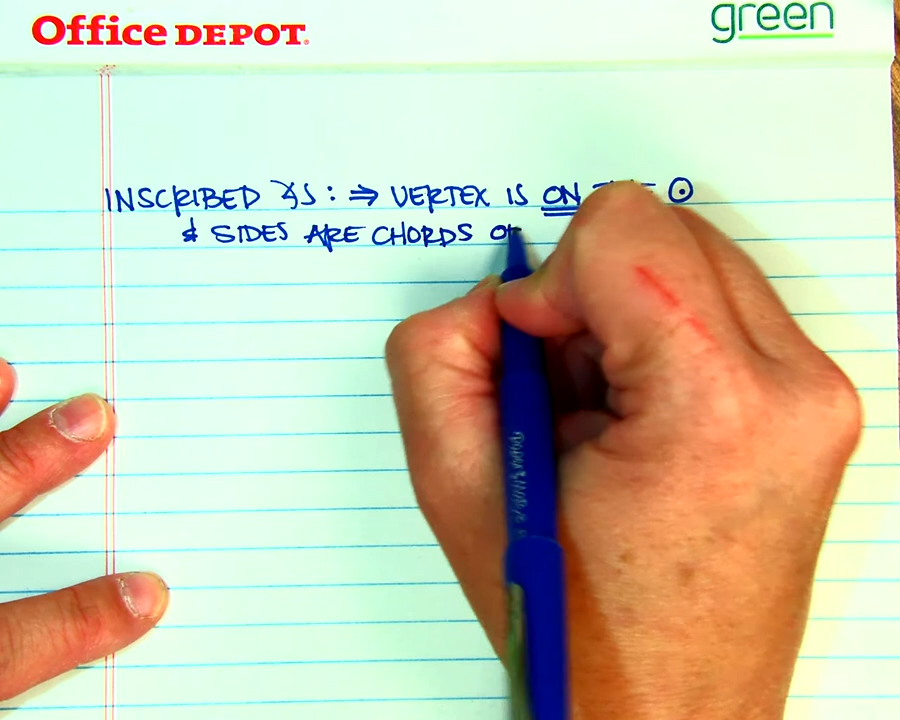 Office DEPOT.
green
INSCRIBED ∡S : ⇒ VERTEX IS ON ⊙
& SIDES ARE CHORDS